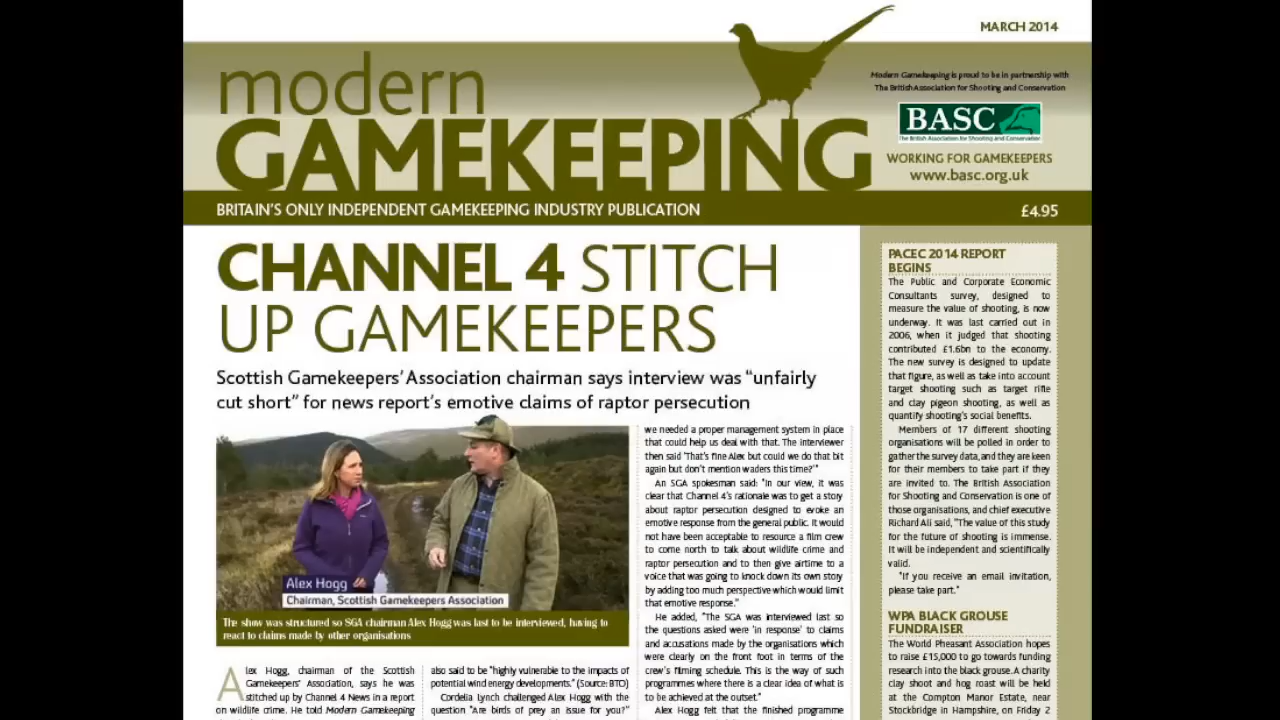 MARCH 2014
modern
GAMEKEEPING
Modern Gamekeeping is proud to be in partnership with
The British Association for Shooting and Conservation
BASC
The British Association for Shooting and Conservation
WORKING FOR GAMEKEEPERS
www.basc.org.uk
BRITAIN'S ONLY INDEPENDENT GAMEKEEPING INDUSTRY PUBLICATION
£4.95
CHANNEL 4 STITCH
UP GAMEKEEPERS
Scottish Gamekeepers' Association chairman says interview was "unfairly
cut short" for news report's emotive claims of raptor persecution
Alex Hogg
Chairman, Scottish Gamekeepers Association
The show was structured so SGA chairman Alex Hogg was last to be interviewed, having to
react to claims made by other organisations
Alex Hogg, chairman of the Scottish
Gamekeepers' Association, says he was
stitched up by Channel 4 News in a report
on wildlife crime. He told Modern Gamekeeping
also said to be "highly vulnerable to the impacts of
potential wind energy developments." (Source: BTO)
Cordelia Lynch challenged Alex Hogg with the
question "Are birds of prey an issue for you?"
we needed a proper management system in place
that could help us deal with that. The interviewer
then said 'That's fine Alex but could we do that bit
again but don't mention waders this time?'"
An SGA spokesman said: "In our view, it was
clear that Channel 4's rationale was to get a story
about raptor persecution designed to evoke an
emotive response from the general public. It would
not have been acceptable to resource a film crew
to come north to talk about wildlife crime and
raptor persecution and to then give airtime to a
voice that was going to knock down its own story
by adding too much perspective which would limit
that emotive response."
He added, "The SGA was interviewed last so
the questions asked were 'in response' to claims
and accusations made by the organisations which
were clearly on the front foot in terms of the
crew's filming schedule. This is the way of such
programmes where there is a clear idea of what is
to be achieved at the outset."
Alex Hogg felt that the finished programme
PACEC 2014 REPORT
BEGINS
The Public and Corporate Economic
Consultants survey, designed to
measure the value of shooting, is now
underway. It was last carried out in
2006, when it judged that shooting
contributed £1.6bn to the economy.
The new survey is designed to update
that figure, as well as take into account
target shooting such as target rifle
and clay pigeon shooting, as well as
quantify shooting's social benefits.
Members of 17 different shooting
organisations will be polled in order to
gather the survey data, and they are keen
for their members to take part if they
are invited to. The British Association
for Shooting and Conservation is one of
those organisations, and chief executive
Richard Ali said, "The value of this study
for the future of shooting is immense.
It will be independent and scientifically
valid.
"If you receive an email invitation,
please take part."
WPA BLACK GROUSE
FUNDRAISER
The World Pheasant Association hopes
to raise £15,000 to go towards funding
research into the black grouse. A charity
clay shoot and hog roast will be held
at the Compton Manor Estate, near
Stockbridge in Hampshire, on Friday 2